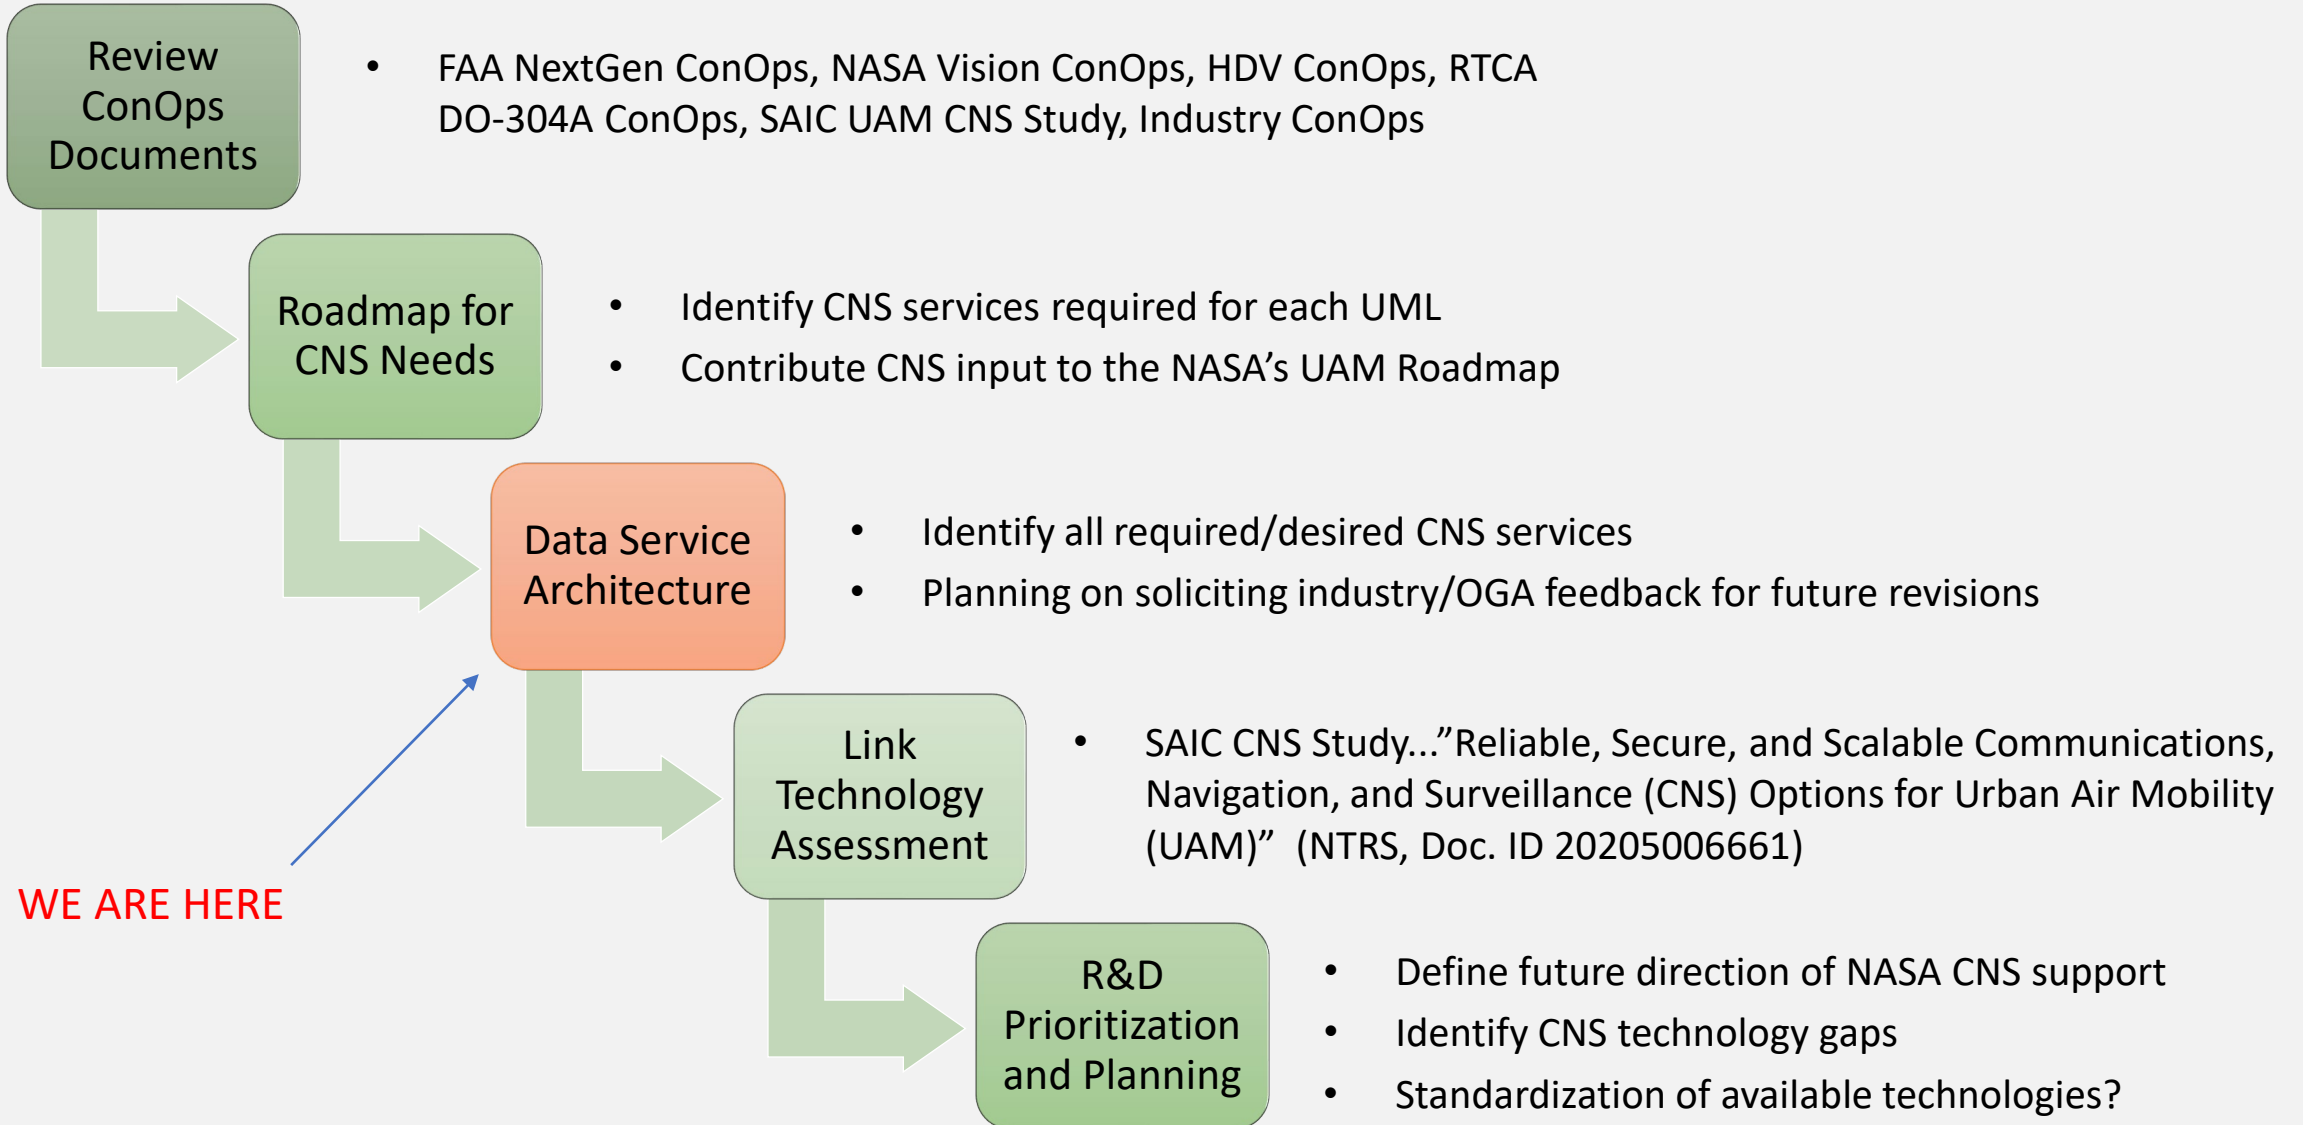 Review
ConOps
Documents
• FAA NextGen ConOps, NASA Vision ConOps, HDV ConOps, RTCA
DO-304A ConOps, SAIC UAM CNS Study, Industry ConOps
Roadmap for
CNS Needs
• Identify CNS services required for each UML
• Contribute CNS input to the NASA’s UAM Roadmap
Data Service
Architecture
• Identify all required/desired CNS services
• Planning on soliciting industry/OGA feedback for future revisions
WE ARE HERE
Link
Technology
Assessment
• SAIC CNS Study...”Reliable, Secure, and Scalable Communications,
Navigation, and Surveillance (CNS) Options for Urban Air Mobility
(UAM)” (NTRS, Doc. ID 20205006661)
R&D
Prioritization
and Planning
• Define future direction of NASA CNS support
• Identify CNS technology gaps
• Standardization of available technologies?